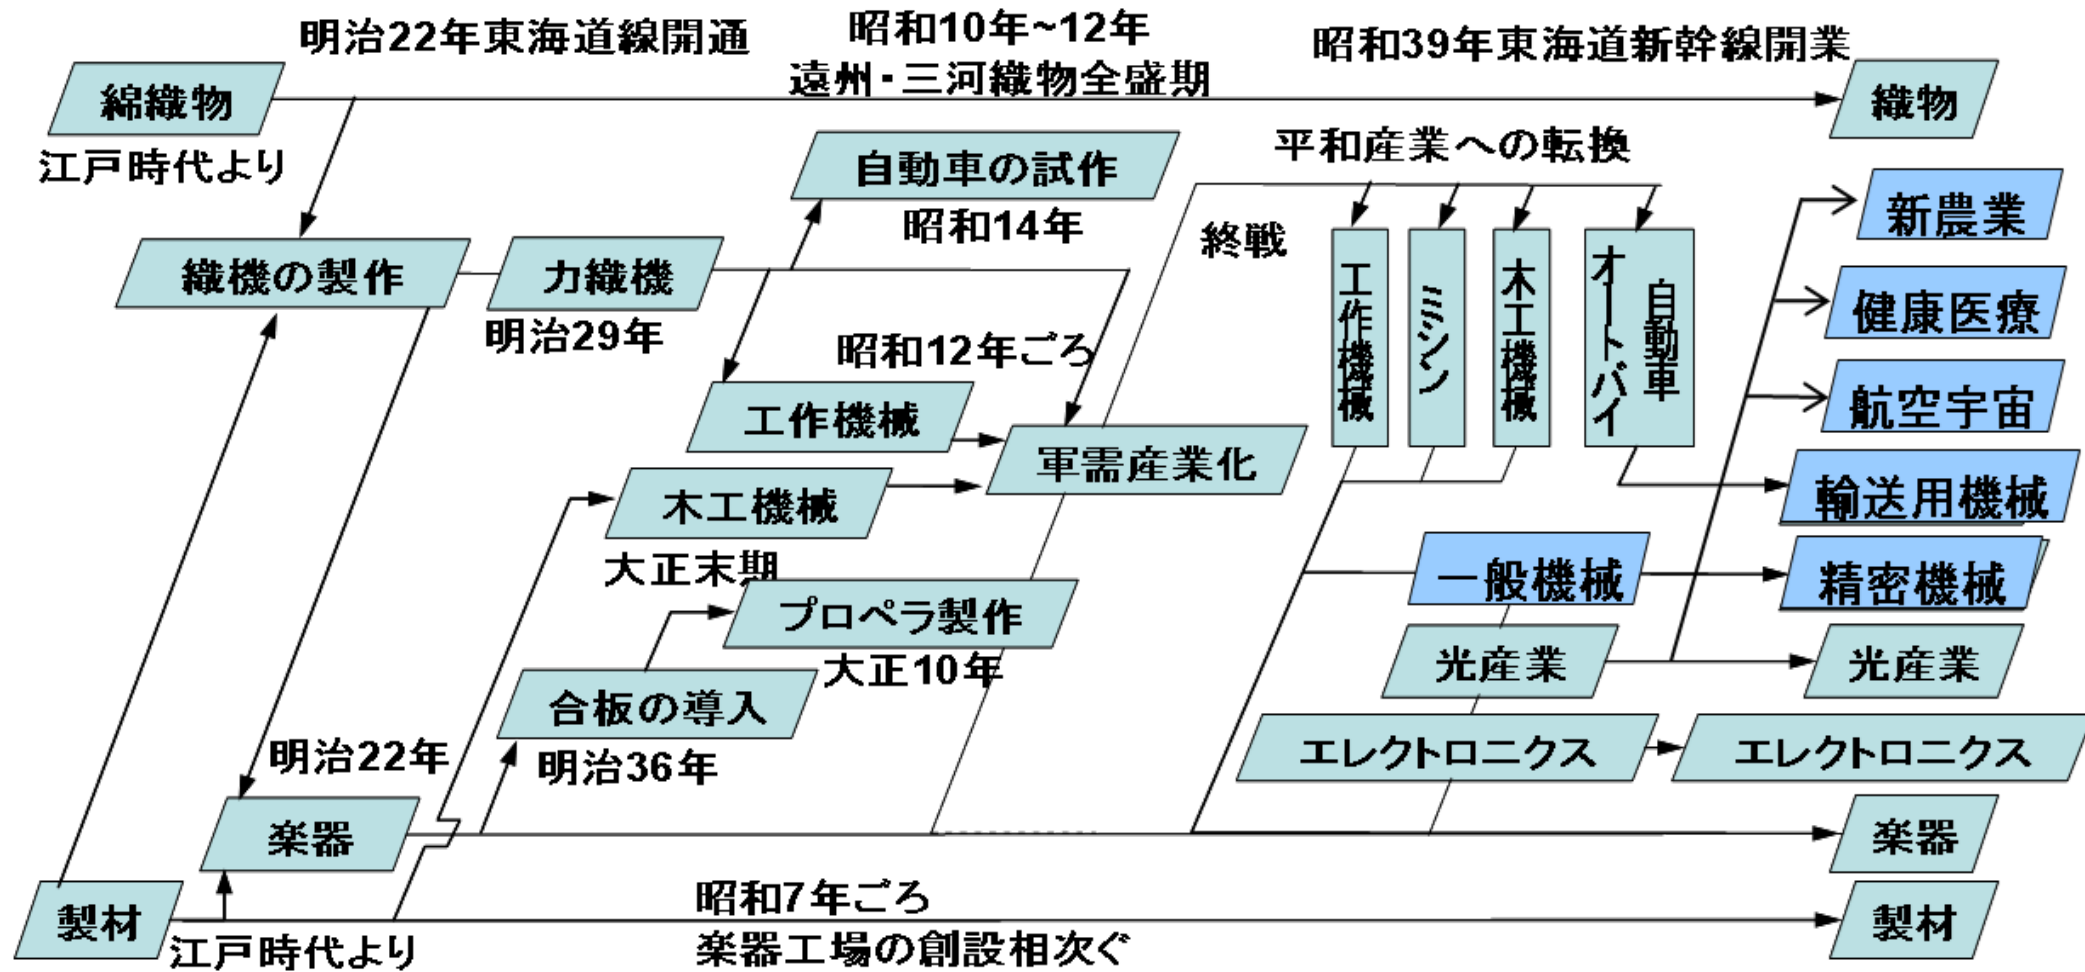 明治22年東海道線開通
昭和10年~12年
遠州・三河織物全盛期
昭和39年東海道新幹線開業
綿織物
江戸時代より
織物
自動車の試作
昭和14年
平和産業への転換
終戦
新農業
織機の製作
力織機
明治29年
工作機械
ミシン
木工機械
オートバイ
自動車
健康医療
昭和12年ごろ
工作機械
航空宇宙
軍需産業化
木工機械
大正末期
輸送用機械
プロペラ製作
大正10年
一般機械
精密機械
合板の導入
明治36年
光産業
光産業
明治22年
エレクトロニクス
エレクトロニクス
楽器
楽器
製材
江戸時代より
昭和7年ごろ
楽器工場の創設相次ぐ
製材